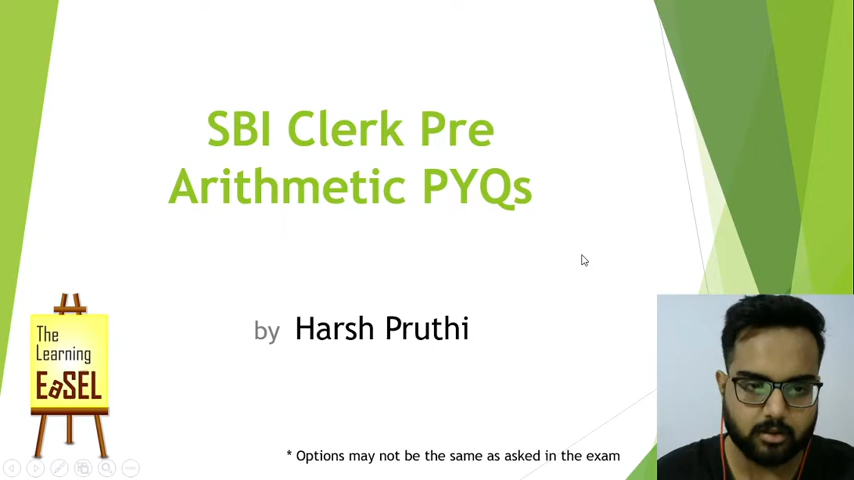 SBI Clerk Pre
Arithmetic PYQs
by Harsh Pruthi
The
Learning
EaSEL
* Options may not be the same as asked in the exam